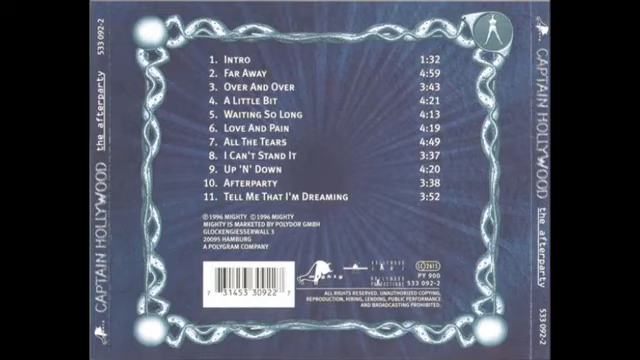 533 092-2
the afterparty
CAPTAIN HOLLYWOOD
1. INTRO 1:32
2. FAR AWAY 4:59
3. OVER AND OVER 3:43
4. A LITTLE BIT 4:21
5. WAITING SO LONG 4:13
6. LOVE AND PAIN 4:19
7. ALL THE TEARS 4:49
8. I CAN'T STAND IT 3:37
9. UP 'N' DOWN 4:20
10. AFTERPARTY 3:38
11. TELL ME THAT I'M DREAMING 3:52
℗ 1996 MIGHTY © 1996 MIGHTY
MIGHTY IS MARKETED BY POLYDOR GMBH
GLOCKENGIESSERWALL 3
20095 HAMBURG
A POLYGRAM COMPANY
7 31453 30922 7
mighty
LC 2611
PY 900
533 092-2
ALL RIGHTS RESERVED. UNAUTHORIZED COPYING,
REPRODUCTION, HIRING, LENDING, PUBLIC PERFORMANCE
AND BROADCASTING PROHIBITED.
CAPTAIN HOLLYWOOD
the afterparty
533 092-2